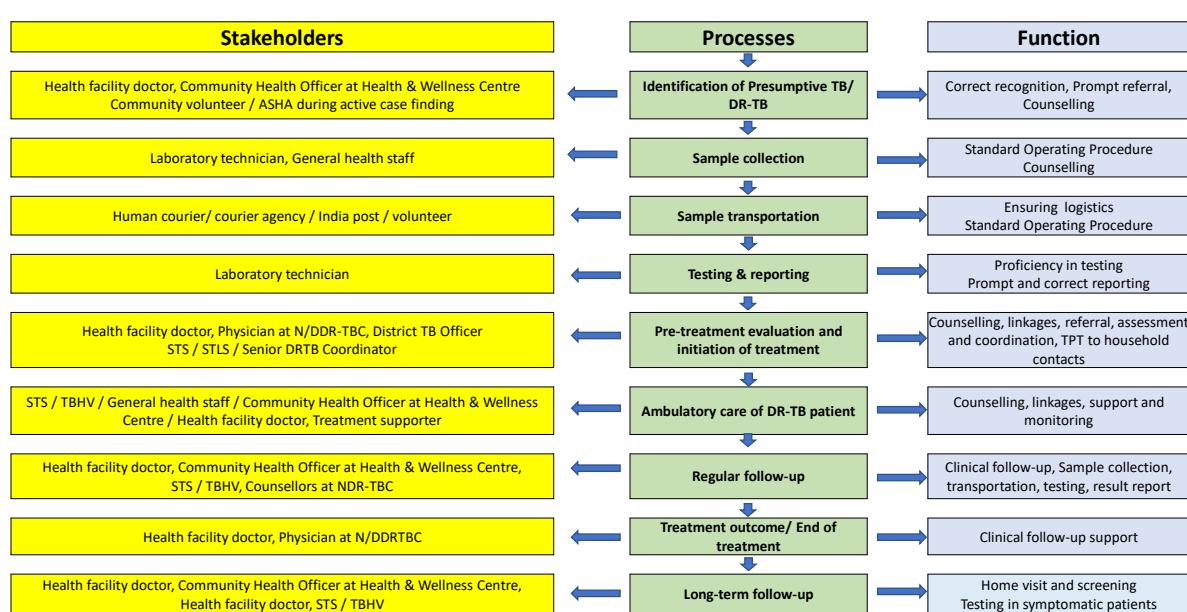 Stakeholders
Processes
Function
Health facility doctor, Community Health Officer at Health & Wellness Centre
Community volunteer / ASHA during active case finding
Identification of Presumptive TB/
DR-TB
Correct recognition, Prompt referral,
Counselling
Laboratory technician, General health staff
Sample collection
Standard Operating Procedure
Counselling
Human courier/ courier agency / India post / volunteer
Sample transportation
Ensuring logistics
Standard Operating Procedure
Laboratory technician
Testing & reporting
Proficiency in testing
Prompt and correct reporting
Health facility doctor, Physician at N/DDR-TBC, District TB Officer
STS / STLS / Senior DRTB Coordinator
Pre-treatment evaluation and
initiation of treatment
Counselling, linkages, referral, assessment
and coordination, TPT to household
contacts
STS / TBHV / General health staff / Community Health Officer at Health & Wellness
Centre / Health facility doctor, Treatment supporter
Ambulatory care of DR-TB patient
Counselling, linkages, support and
monitoring
Health facility doctor, Community Health Officer at Health & Wellness Centre,
STS / TBHV, Counsellors at NDR-TBC
Regular follow-up
Clinical follow-up, Sample collection,
transportation, testing, result report
Health facility doctor, Physician at N/DDRTBC
Treatment outcome/ End of
treatment
Clinical follow-up support
Health facility doctor, Community Health Officer at Health & Wellness Centre,
Health facility doctor, STS / TBHV
Long-term follow-up
Home visit and screening
Testing in symptomatic patients